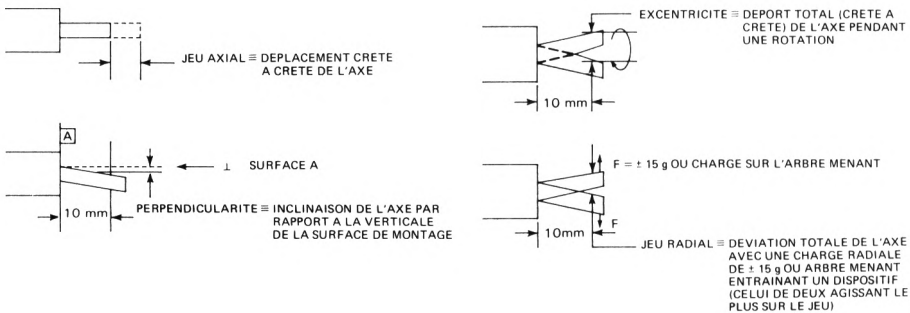 JEU AXIAL ≡ DEPLACEMENT CRETE
A CRETE DE L'AXE
A
⊥ SURFACE A
10 mm
PERPENDICULARITE ≡ INCLINAISON DE L'AXE PAR
RAPPORT A LA VERTICALE
DE LA SURFACE DE MONTAGE
EXCENTRICITE ≡ DEPORT TOTAL (CRETE A
CRETE) DE L'AXE PENDANT
UNE ROTATION
10 mm
F = ± 15 g OU CHARGE SUR L'ARBRE MENANT
F
10mm
JEU RADIAL ≡ DEVIATION TOTALE DE L'AXE
AVEC UNE CHARGE RADIALE
DE ± 15 g OU ARBRE MENANT
ENTRAINANT UN DISPOSITIF
(CELUI DE DEUX AGISSANT LE
PLUS SUR LE JEU)